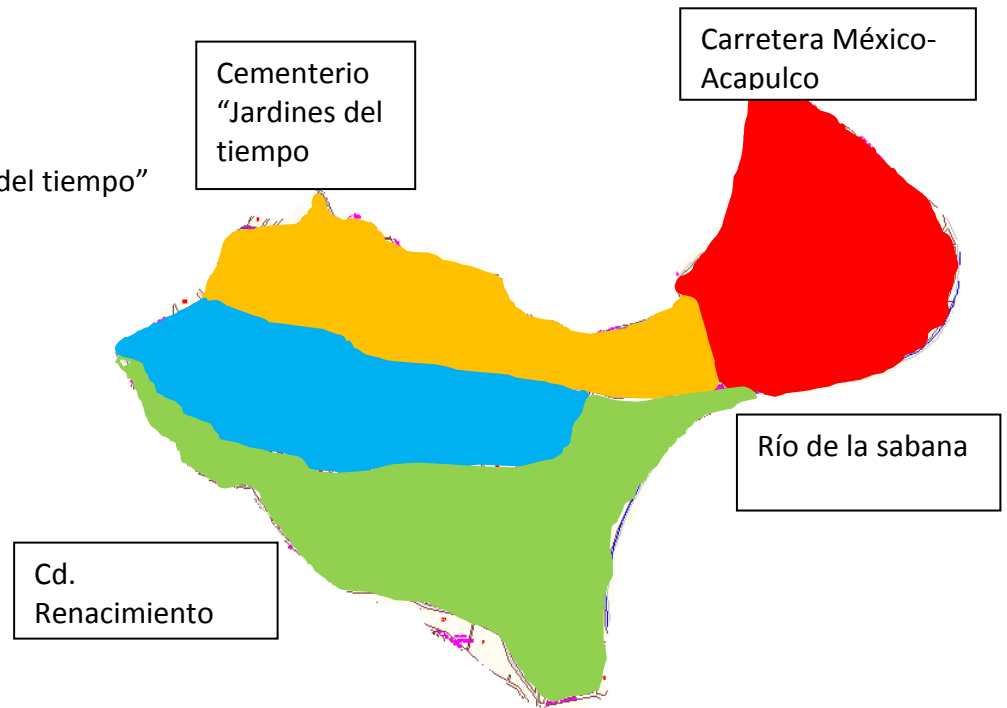 Carretera México-
Acapulco
Cementerio
“Jardines del
tiempo
del tiempo”
Río de la sabana
Cd.
Renacimiento